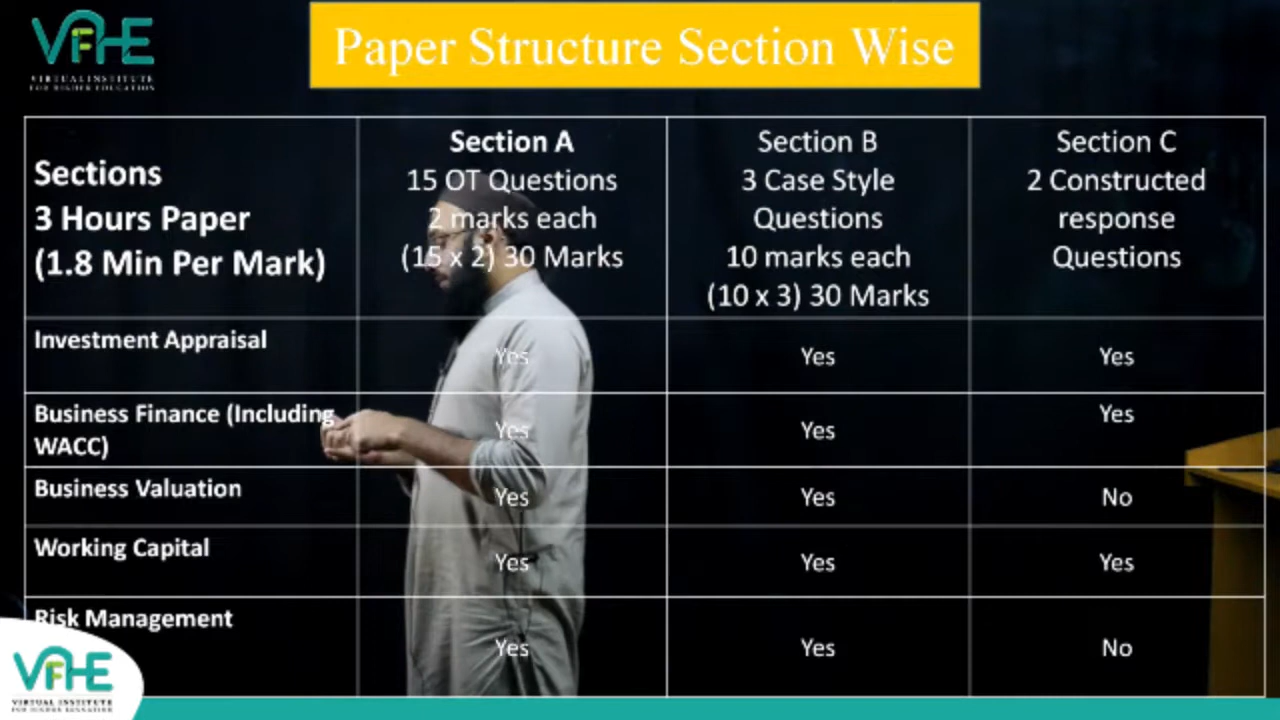 VIFHE
VIRTUAL INSTITUTE
FOR HIGHER EDUCATION
Paper Structure Section Wise
Sections
3 Hours Paper
(1.8 Min Per Mark)
Section A
15 OT Questions
2 marks each
(15 x 2) 30 Marks
Section B
3 Case Style
Questions
10 marks each
(10 x 3) 30 Marks
Section C
2 Constructed
response
Questions
Investment Appraisal
Yes
Yes
Yes
Business Finance (Including
WACC)
Yes
Yes
Yes
Business Valuation
Yes
Yes
No
Working Capital
Yes
Yes
Yes
Risk Management
Yes
Yes
No
VIFHE
VIRTUAL INSTITUTE
FOR HIGHER EDUCATION